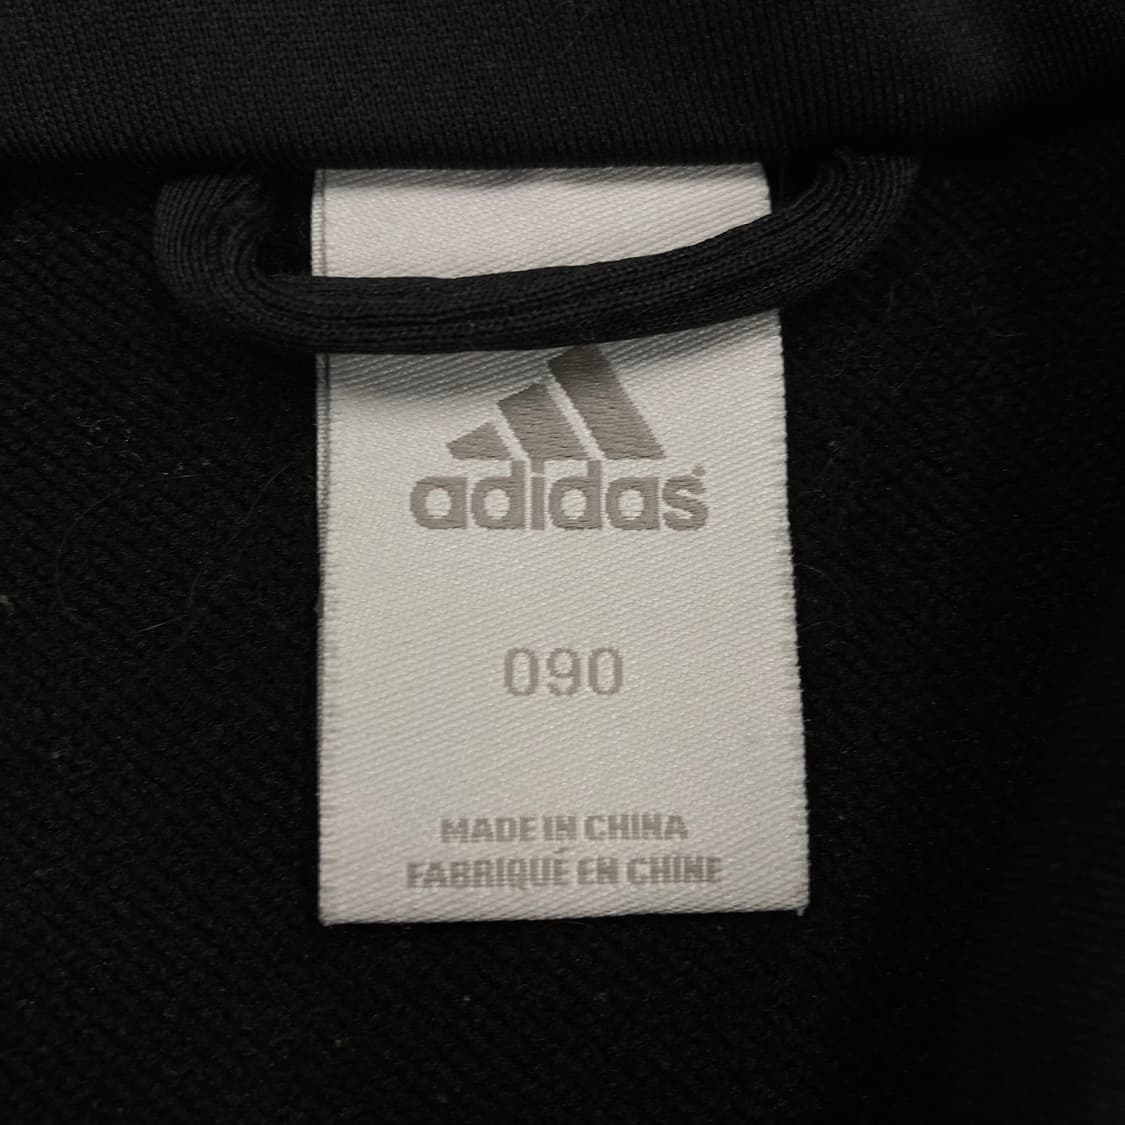 adidas
090
MADE IN CHINA
FABRIQUÉ EN CHINE